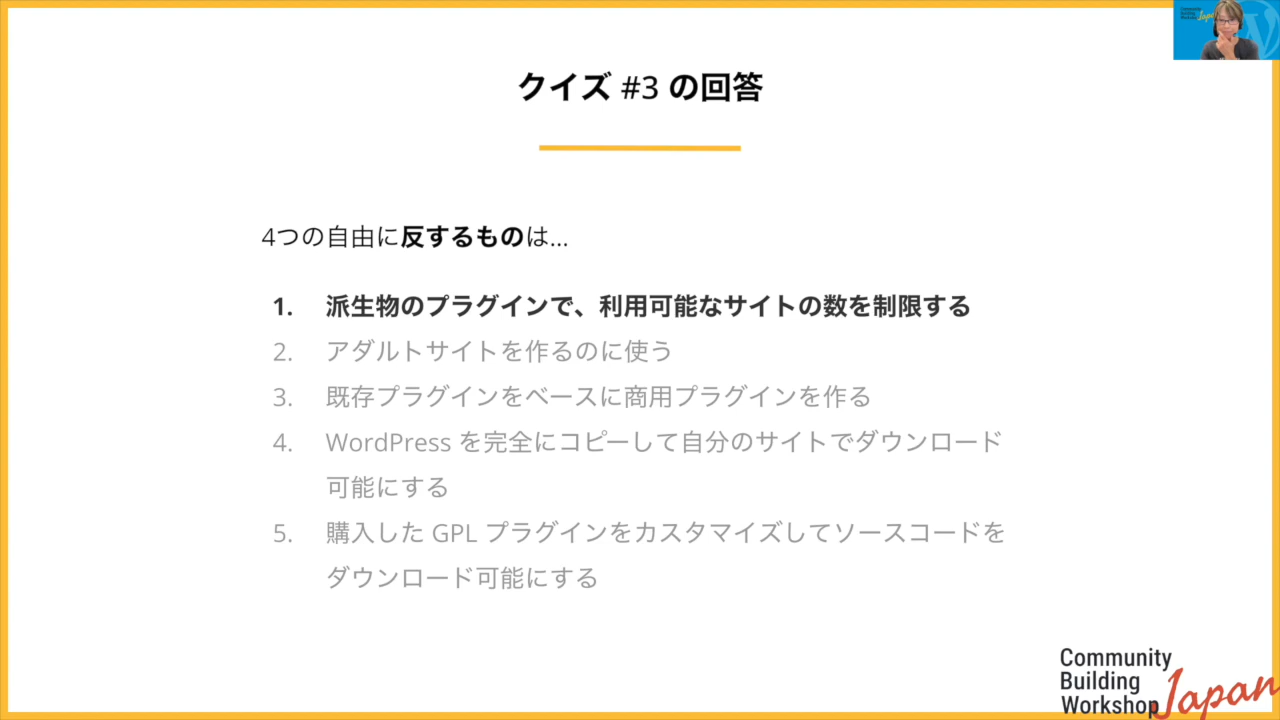 クイズ #3 の回答
4つの自由に反するものは...
1. 派生物のプラグインで、利用可能なサイトの数を制限する
2. アダルトサイトを作るのに使う
3. 既存プラグインをベースに商用プラグインを作る
4. WordPress を完全にコピーして自分のサイトでダウンロード
可能にする
5. 購入した GPL プラグインをカスタマイズしてソースコードを
ダウンロード可能にする
Community
Building
Workshop
Japan